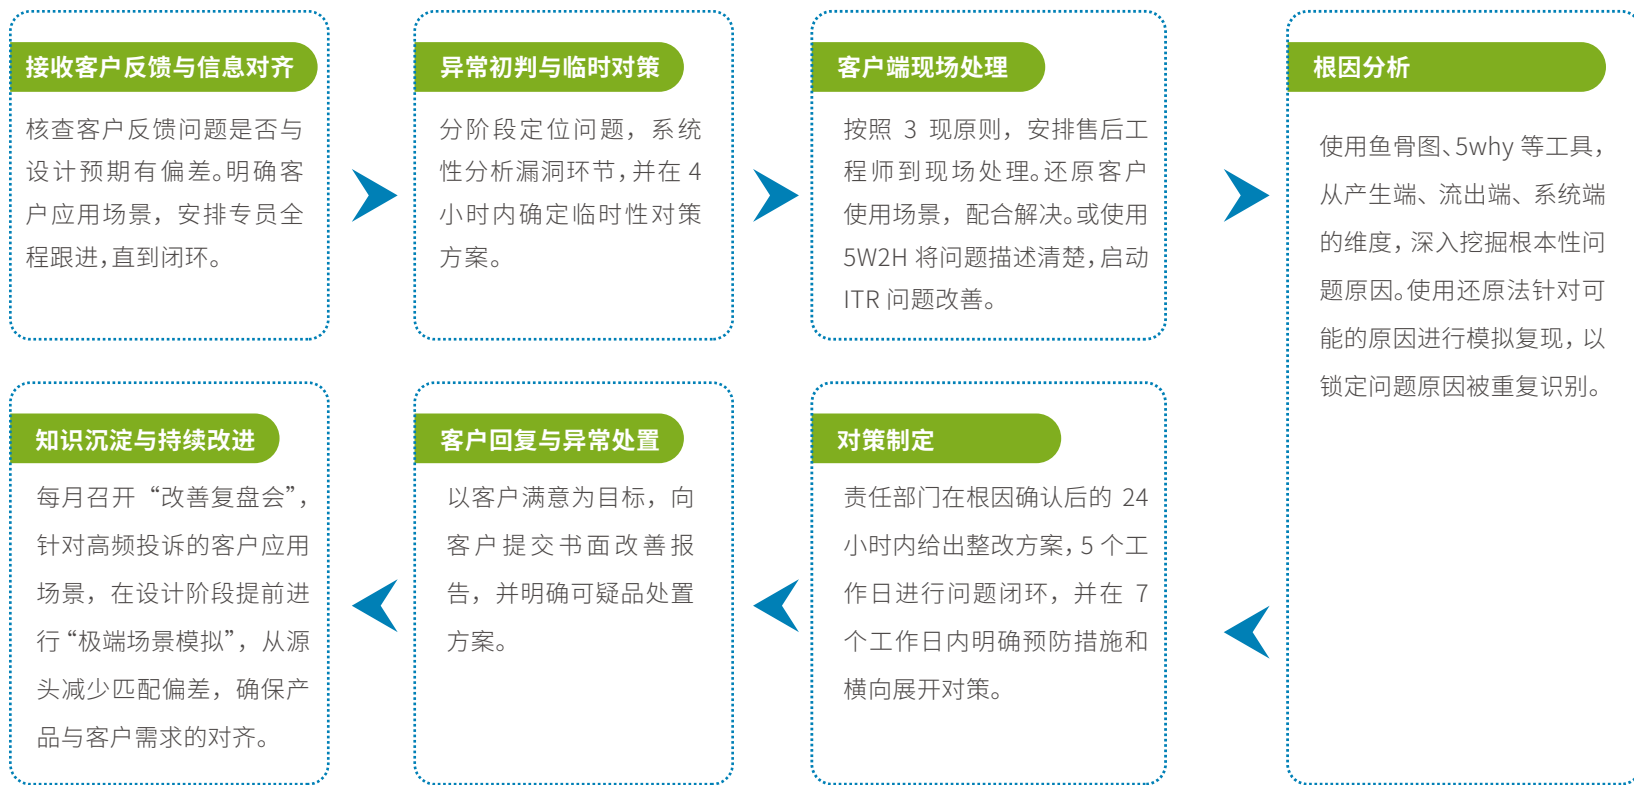 接收客户反馈与信息对齐
核查客户反馈问题是否与
设计预期有偏差。明确客
户应用场景，安排专员全
程跟进，直到闭环。
异常初判与临时对策
分阶段定位问题，系统
性分析漏洞环节，并在 4
小时内确定临时性对策
方案。
客户端现场处理
按照 3 现原则，安排售后工
程师到现场处理。还原客户
使用场景，配合解决。或使用
5W2H 将问题描述清楚，启动
ITR 问题改善。
根因分析
使用鱼骨图、5why 等工具，
从产生端、流出端、系统端
的维度，深入挖掘根本性问
题原因。使用还原法针对可
能的原因进行模拟复现，以
锁定问题原因被重复识别。
对策制定
责任部门在根因确认后的 24
小时内给出整改方案，5 个工
作日进行问题闭环，并在 7
个工作日内明确预防措施和
横向展开对策。
客户回复与异常处置
以客户满意为目标，向
客户提交书面改善报
告，并明确可疑品处置
方案。
知识沉淀与持续改进
每月召开“改善复盘会”，
针对高频投诉的客户应用
场景，在设计阶段提前进
行“极端场景模拟”，从源
头减少匹配偏差，确保产
品与客户需求的对齐。